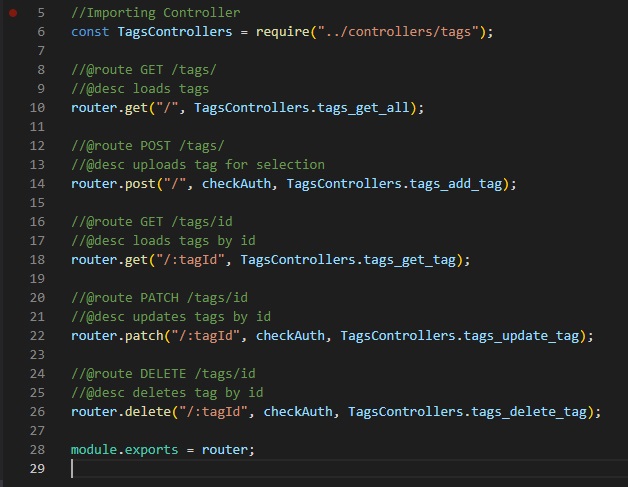 5 //Importing Controller
6 const TagsControllers = require("../controllers/tags");
7
8 //@route GET /tags/
9 //@desc loads tags
10 router.get("/", TagsControllers.tags_get_all);
11
12 //@route POST /tags/
13 //@desc uploads tag for selection
14 router.post("/", checkAuth, TagsControllers.tags_add_tag);
15
16 //@route GET /tags/id
17 //@desc loads tags by id
18 router.get("/:tagId", TagsControllers.tags_get_tag);
19
20 //@route PATCH /tags/id
21 //@desc updates tags by id
22 router.patch("/:tagId", checkAuth, TagsControllers.tags_update_tag);
23
24 //@route DELETE /tags/id
25 //@desc deletes tag by id
26 router.delete("/:tagId", checkAuth, TagsControllers.tags_delete_tag);
27
28 module.exports = router;
29